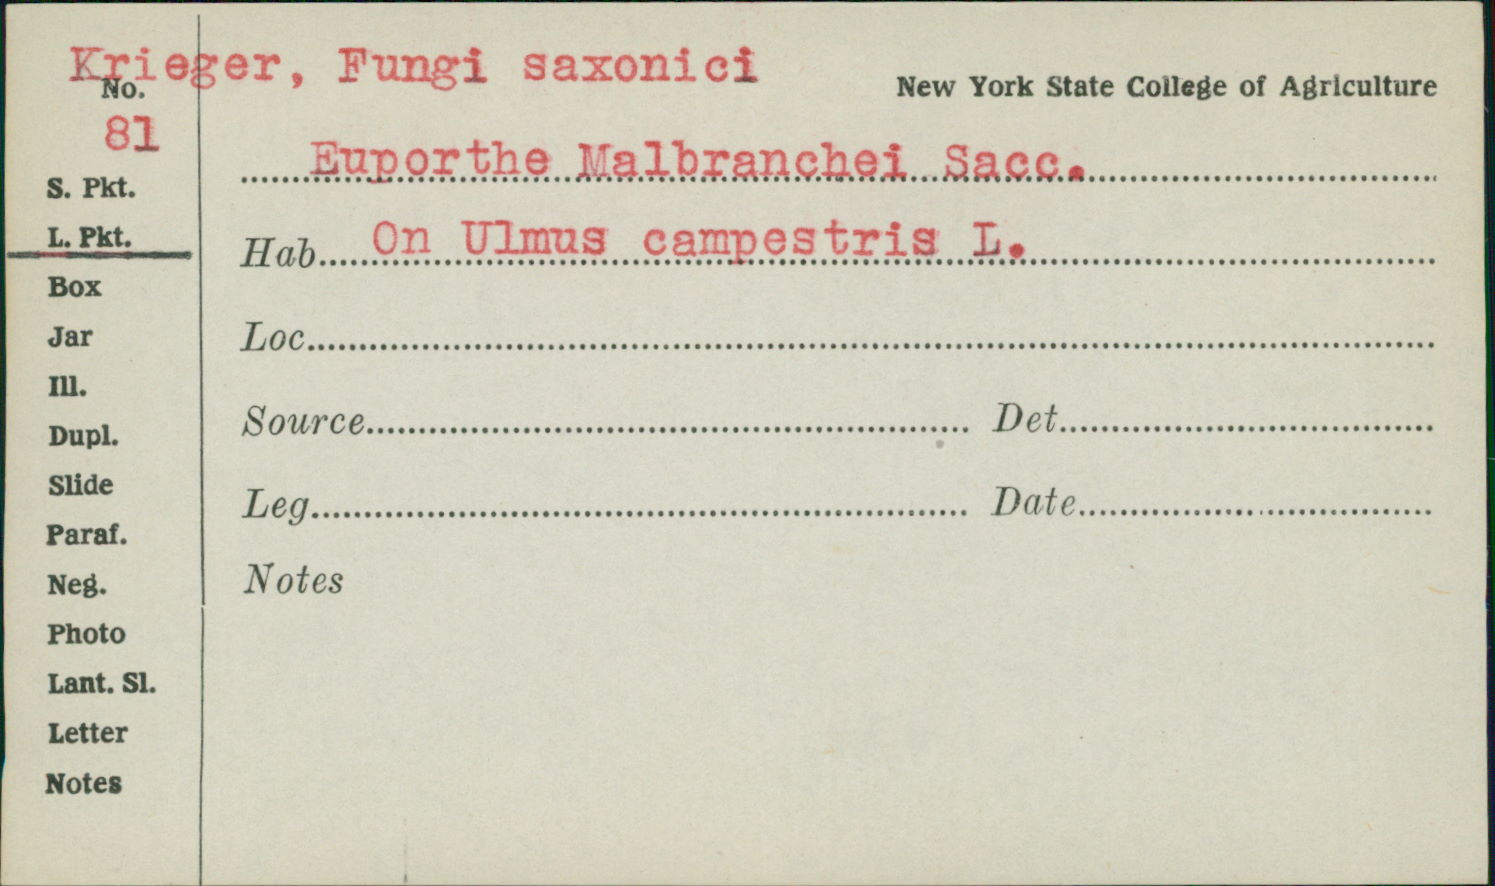 Krieger, Fungi saxonici
New York State College of Agriculture
No.
81
Euporthe Malbranchei Sacc.
S. Pkt.
L. Pkt.
Hab. On Ulmus campestris L.
Box
Jar
Loc.
Ill.
Dupl.
Source Det.
Slide
Leg. Date
Paraf.
Neg.
Notes
Photo
Lant. Sl.
Letter
Notes